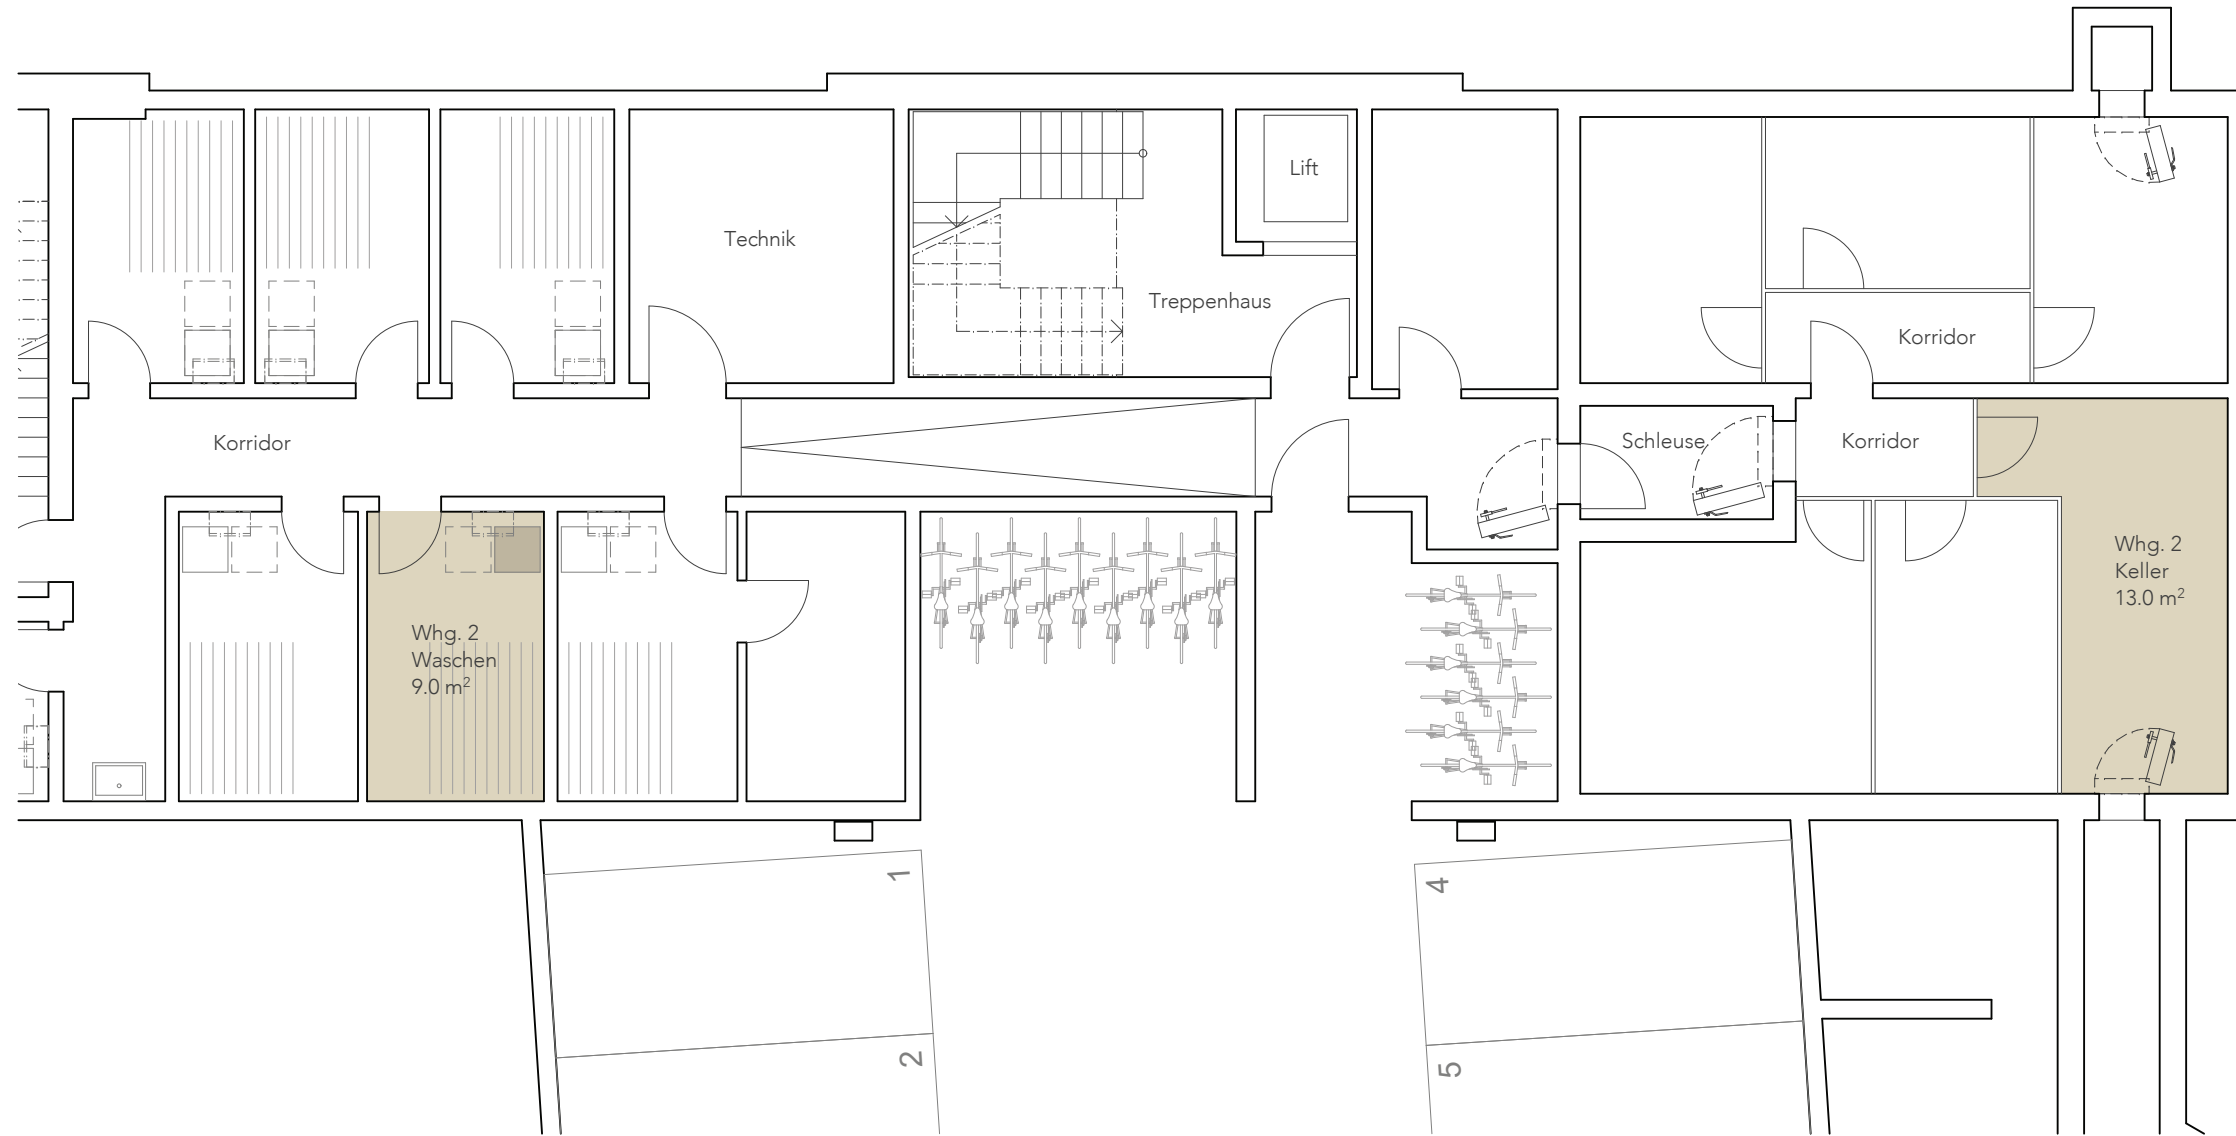 Lift
Technik
Treppenhaus
Korridor
Korridor
Schleuse
Korridor
Whg. 2
Keller
13.0 m²
Whg. 2
Waschen
9.0 m²
1
4
2
5